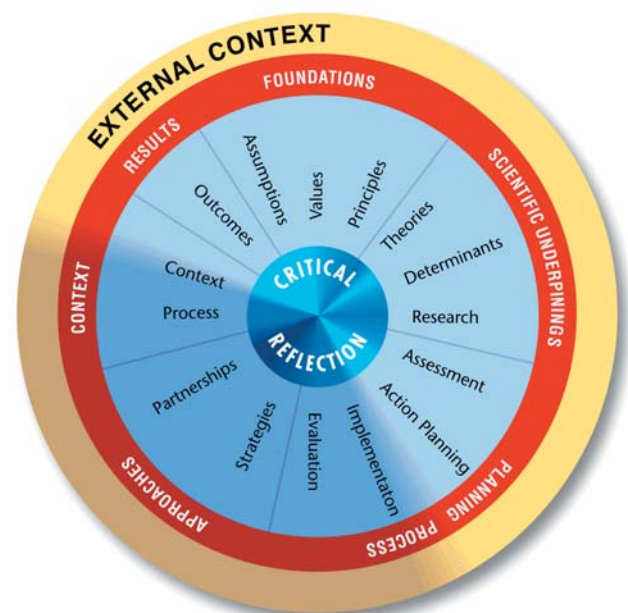 EXTERNAL CONTEXT
FOUNDATIONS
SCIENTIFIC UNDERPININGS
PLANNING PROCESS
APPROACHES
CONTEXT
RESULTS
Assumptions
Values
Principles
Theories
Determinants
Research
Assessment
Action Planning
Implementaton
Evaluation
Strategies
Partnerships
Process
Context
Outcomes
CRITICAL
REFLECTION